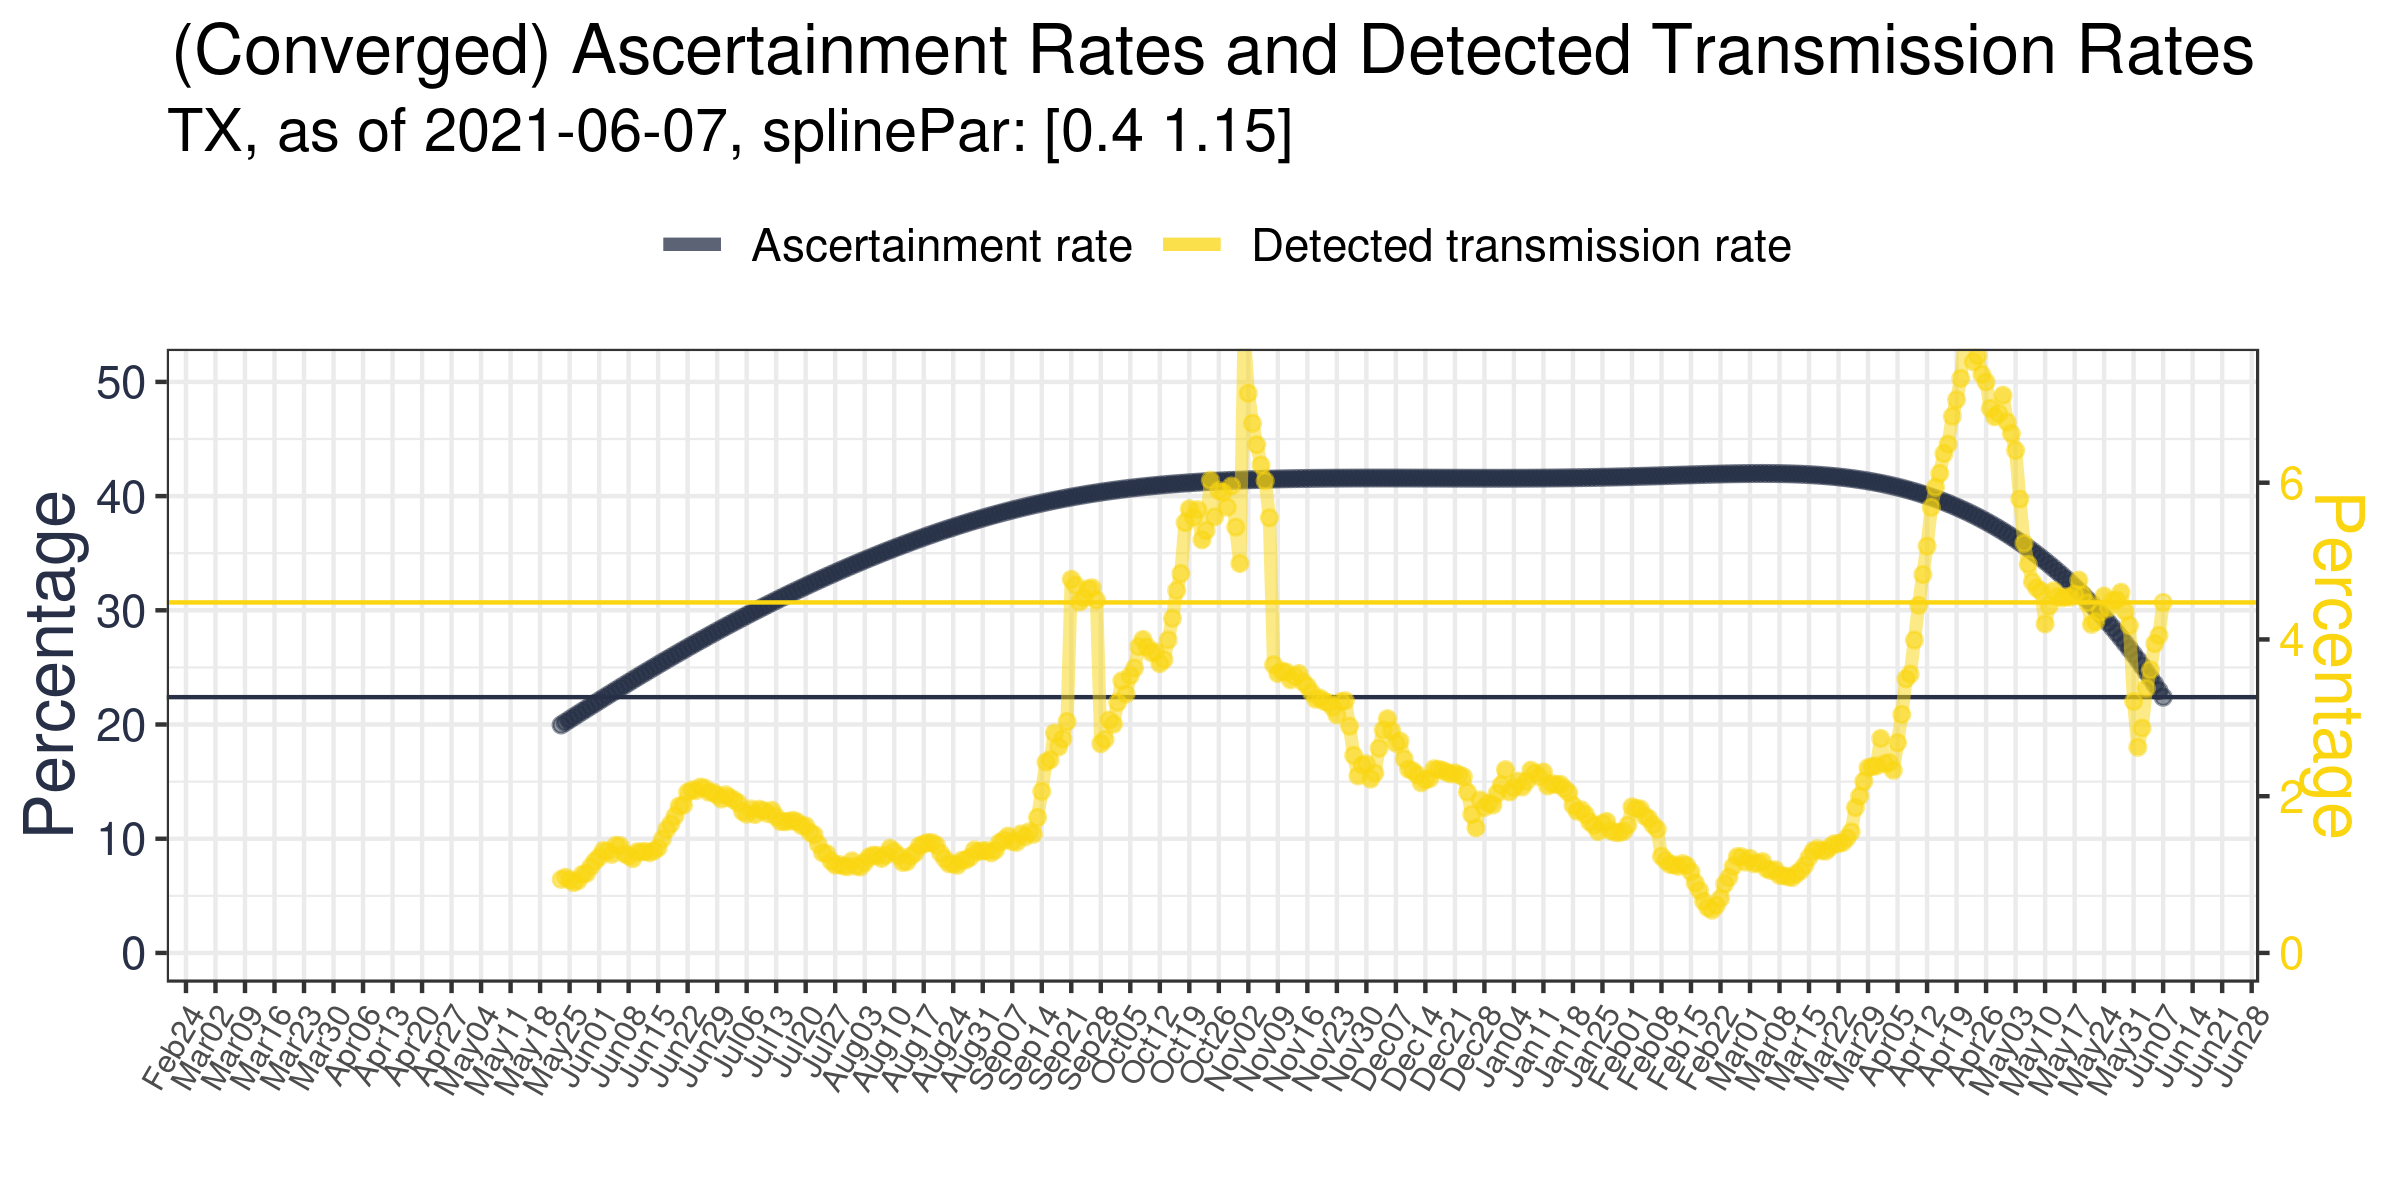 (Converged) Ascertainment Rates and Detected Transmission Rates
TX, as of 2021-06-07, splinePar: [0.4 1.15]
Ascertainment rate
Detected transmission rate
Percentage
50
40
30
20
10
0
6
4
2
0
Percentage
Feb24
Mar02
Mar09
Mar16
Mar23
Mar30
Apr06
Apr13
Apr20
Apr27
May04
May11
May18
May25
Jun01
Jun08
Jun15
Jun22
Jun29
Jul06
Jul13
Jul20
Jul27
Aug03
Aug10
Aug17
Aug24
Aug31
Sep07
Sep14
Sep21
Sep28
Oct05
Oct12
Oct19
Oct26
Nov02
Nov09
Nov16
Nov23
Nov30
Dec07
Dec14
Dec21
Dec28
Jan04
Jan11
Jan18
Jan25
Feb01
Feb08
Feb15
Feb22
Mar01
Mar08
Mar15
Mar22
Mar29
Apr05
Apr12
Apr19
Apr26
May03
May10
May17
May24
May31
Jun07
Jun14
Jun21
Jun28